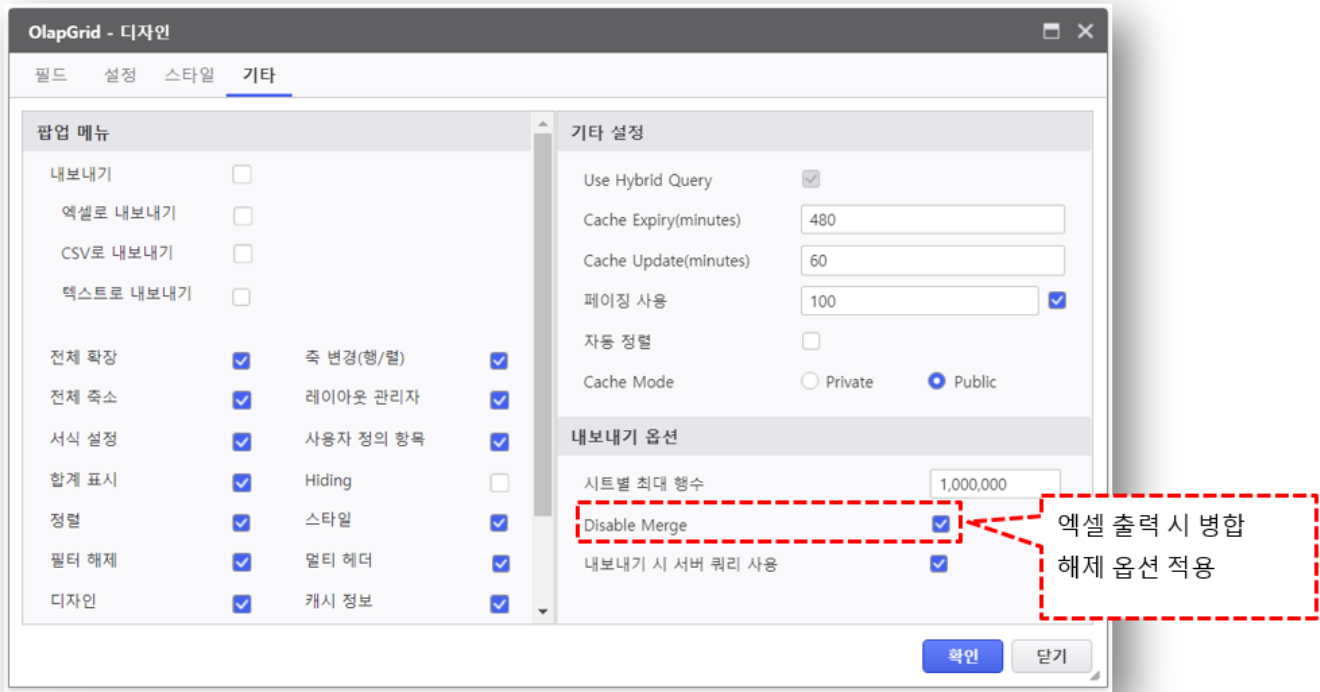 OlapGrid - 디자인
필드 설정 스타일 기타
팝업 메뉴
내보내기
엑셀로 내보내기
CSV로 내보내기
텍스트로 내보내기
전체 확장 축 변경(행/렬)
전체 축소 레이아웃 관리자
서식 설정 사용자 정의 항목
합계 표시 Hiding
정렬 스타일
필터 해제 멀티 헤더
디자인 캐시 정보
기타 설정
Use Hybrid Query
Cache Expiry(minutes) 480
Cache Update(minutes) 60
페이징 사용 100
자동 정렬
Cache Mode Private Public
내보내기 옵션
시트별 최대 행수 1,000,000
Disable Merge
내보내기 시 서버 쿼리 사용
엑셀 출력 시 병합
해제 옵션 적용
확인 닫기